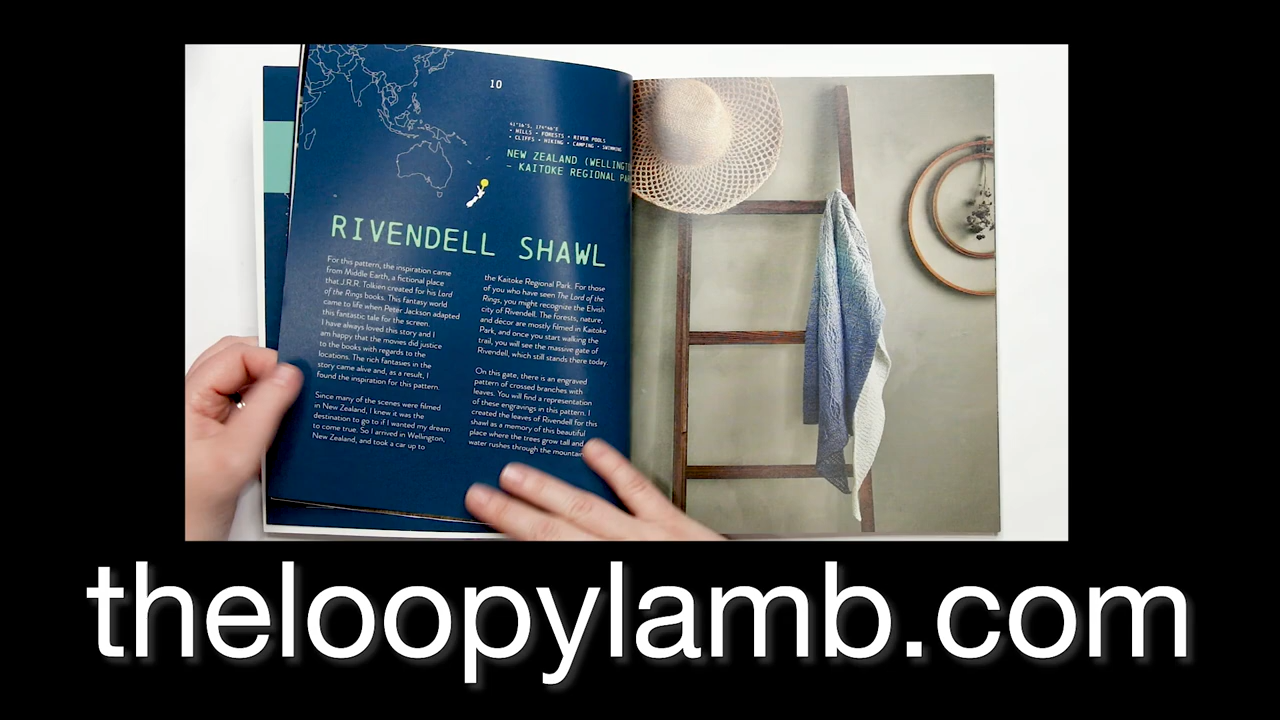 10
41°16'S, 174°46'E
• HILLS • FORESTS • RIVER POOLS
• CLIFFS • HIKING • CAMPING • SWIMMING
NEW ZEALAND (WELLINGT
– KAITOKE REGIONAL PA
RIVENDELL SHAWL
For this pattern, the inspiration came
from Middle Earth, a fictional place
that J.R.R. Tolkien created for his Lord
of the Rings books. This fantasy world
came to life when Peter Jackson adapted
this fantastic tale for the screen.
I have always loved this story and I
am happy that the movies did justice
to the books with regards to the
locations. The rich fantasies in the
story came alive and, as a result, I
found the inspiration for this pattern.
Since many of the scenes were filmed
in New Zealand, I knew it was the
destination to go to if I wanted my dream
to come true. So I arrived in Wellington,
New Zealand, and took a car up to
the Kaitoke Regional Park. For those
of you who have seen The Lord of the
Rings, you might recognize the Elvish
city of Rivendell. The forests, nature,
and décor are mostly filmed in Kaitoke
Park, and once you start walking the
trail, you will see the massive gate of
Rivendell, which still stands there today.
On this gate, there is an engraved
pattern of crossed branches with
leaves. You will find a representation
of these engravings in this pattern. I
created the leaves of Rivendell for this
shawl as a memory of this beautiful
place where the trees grow tall and
water rushes through the mountain
theloopylamb.com